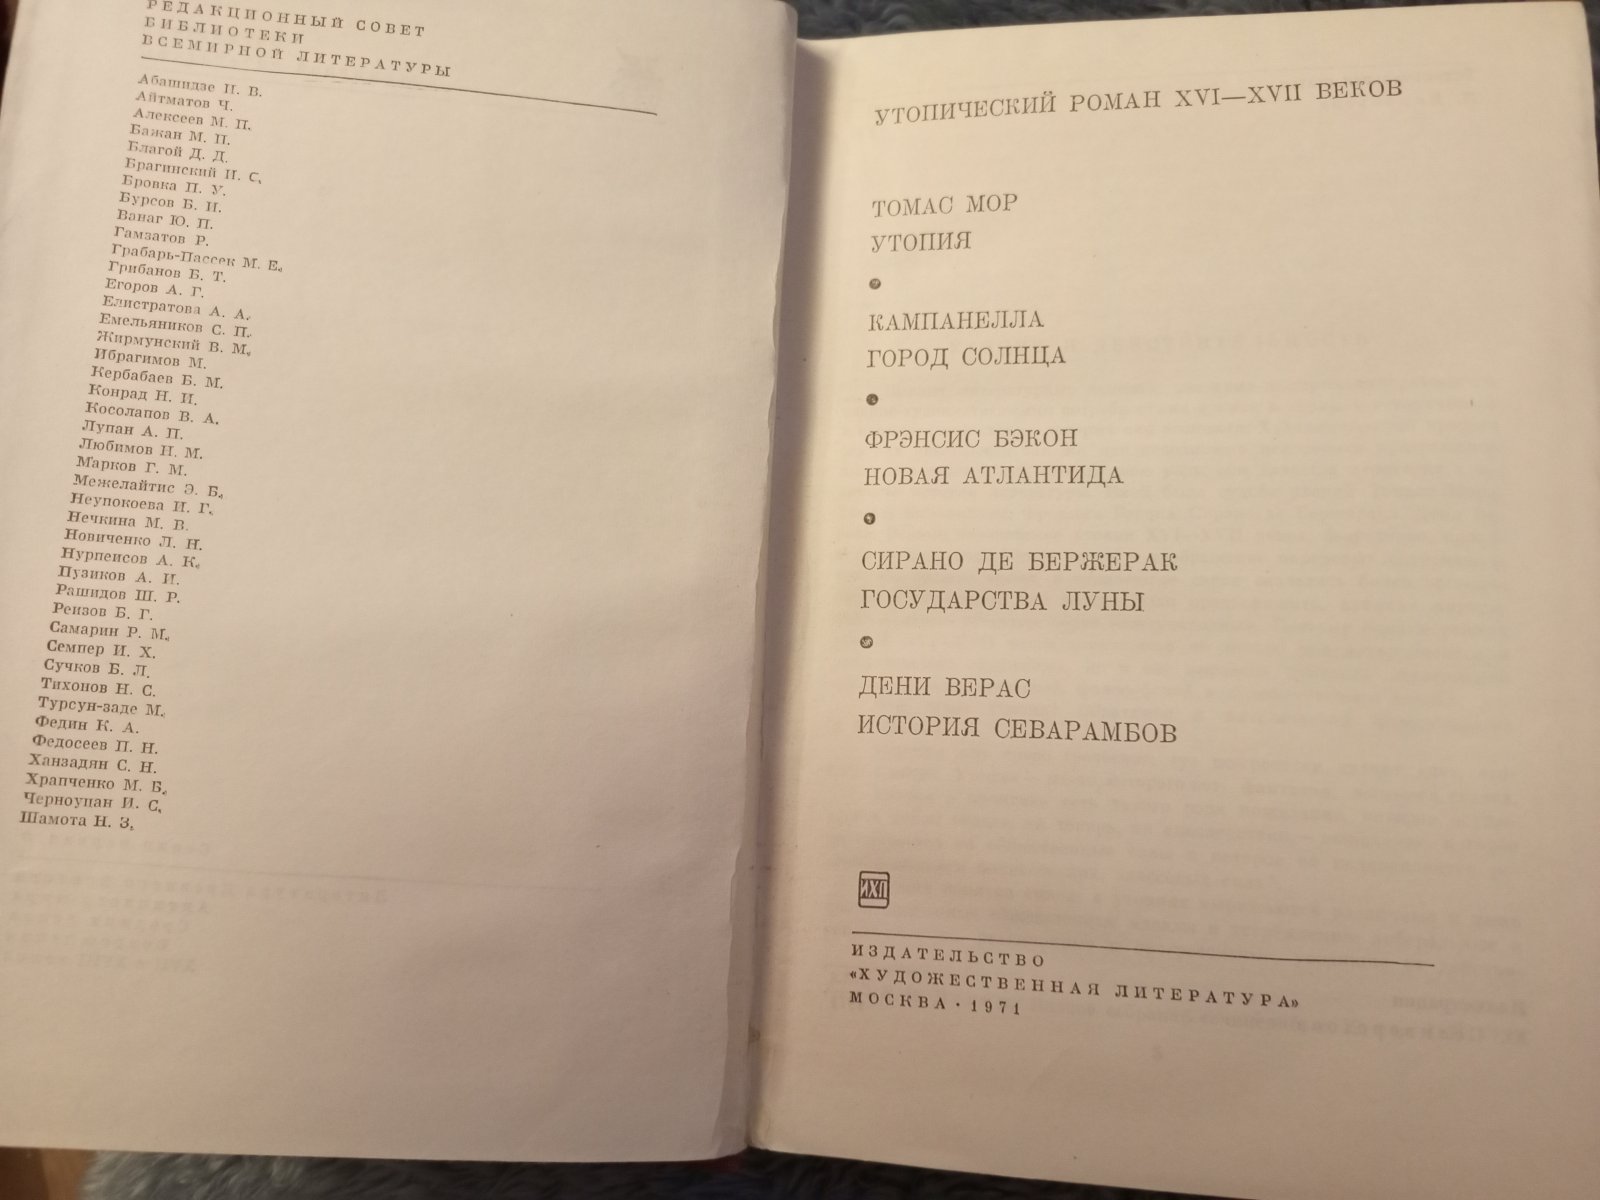 РЕДАКЦИОННЫЙ СОВЕТ
БИБЛИОТЕКИ
ВСЕМИРНОЙ ЛИТЕРАТУРЫ
Абашидзе И. В.
Айтматов Ч.
Алексеев М. П.
Бажан М. П.
Благой Д. Д.
Брагинский И. С.
Бровка П. У.
Бурсов Б. И.
Ванаг Ю. П.
Гамзатов Р.
Грабарь-Пассек М. Е.
Грибанов Б. Т.
Егоров А. Г.
Елистратова А. А.
Емельяников С. П.
Жирмунский В. М.
Ибрагимов М.
Кербабаев Б. М.
Конрад Н. И.
Косолапов В. А.
Лупан А. П.
Любимов Н. М.
Марков Г. М.
Межелайтис Э. Б.
Неупокоева И. Г.
Нечкина М. В.
Новиченко Л. Н.
Нурпеисов А. К.
Пузиков А. И.
Рашидов Ш. Р.
Реизов Б. Г.
Самарин Р. М.
Семпер И. Х.
Сучков Б. Л.
Тихонов Н. С.
Турсун-заде М.
Федин К. А.
Федосеев П. Н.
Ханзадян С. Н.
Храпченко М. Б.
Черноуцан И. С.
Шамота Н. З.
УТОПИЧЕСКИЙ РОМАН XVI—XVII ВЕКОВ
ТОМАС МОР
УТОПИЯ
КАМПАНЕЛЛА
ГОРОД СОЛНЦА
ФРЭНСИС БЭКОН
НОВАЯ АТЛАНТИДА
СИРАНО ДЕ БЕРЖЕРАК
ГОСУДАРСТВА ЛУНЫ
ДЕНИ ВЕРАС
ИСТОРИЯ СЕВАРАМБОВ
ИХЛ
ИЗДАТЕЛЬСТВО
«ХУДОЖЕСТВЕННАЯ ЛИТЕРАТУРА»
МОСКВА · 1971